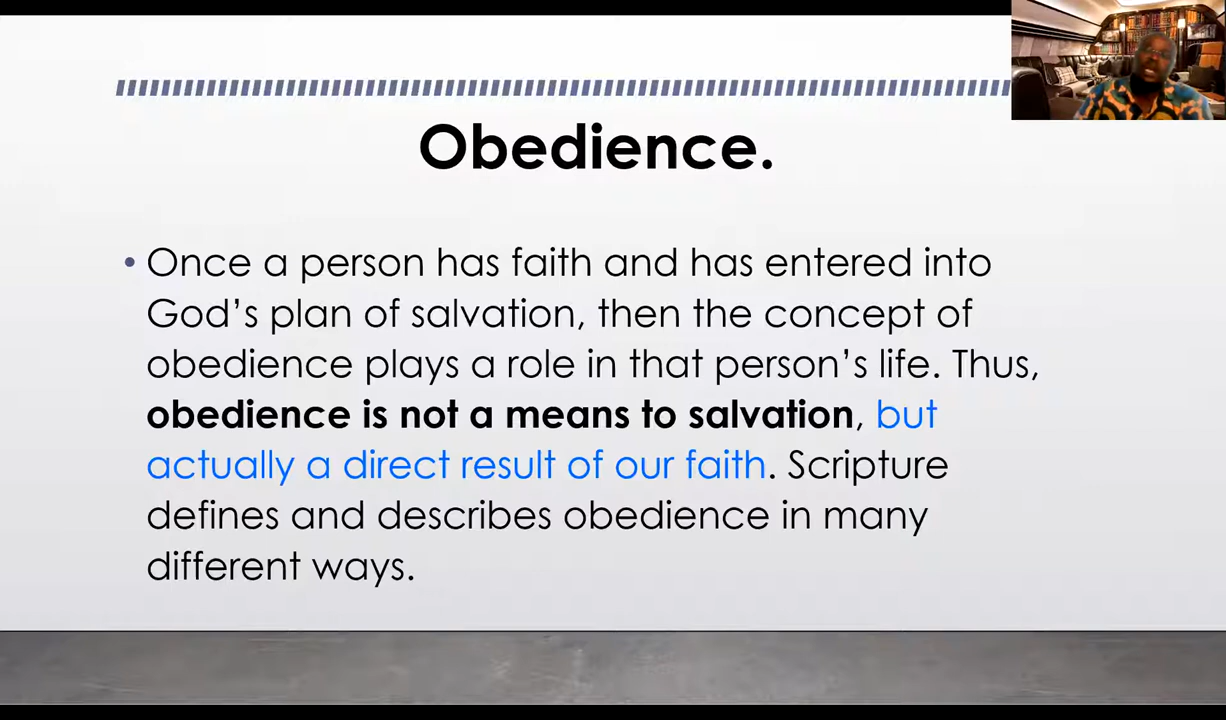 Obedience.
• Once a person has faith and has entered into
God’s plan of salvation, then the concept of
obedience plays a role in that person’s life. Thus,
obedience is not a means to salvation, but
actually a direct result of our faith. Scripture
defines and describes obedience in many
different ways.